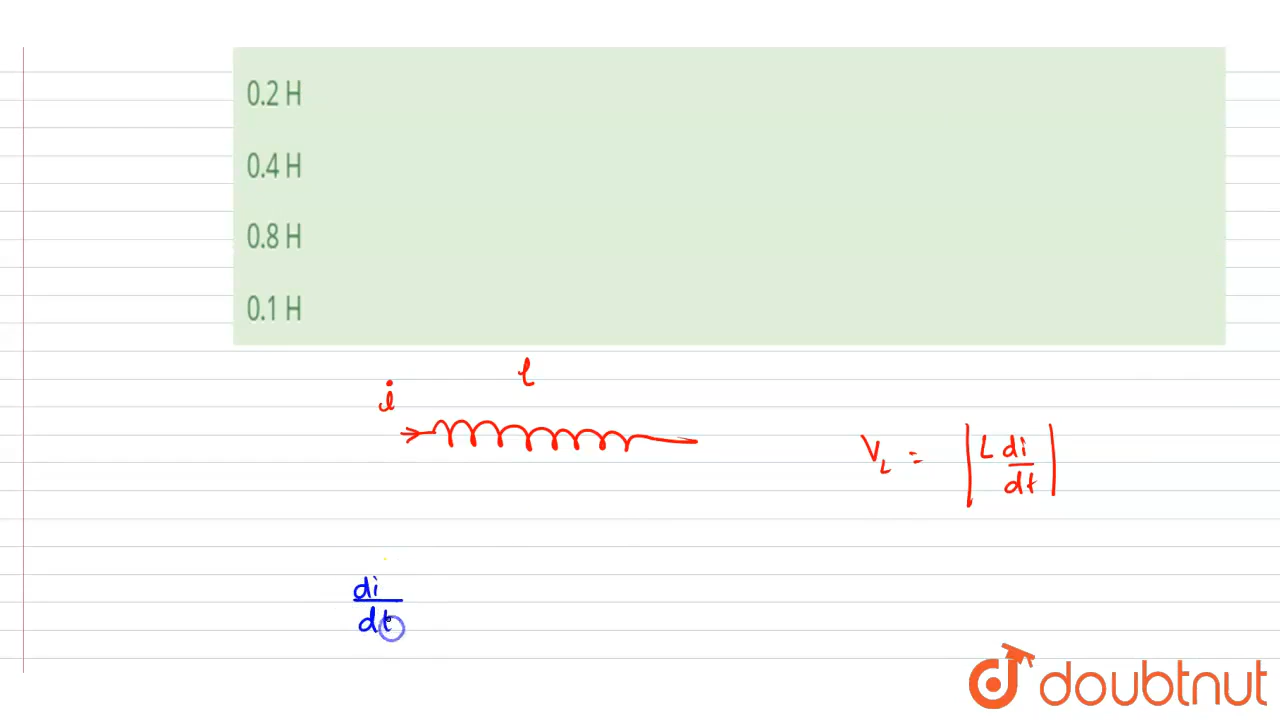 0.2 H
0.4 H
0.8 H
0.1 H
l
i
V_L = |L di/dt|
di/dt
doubtnut